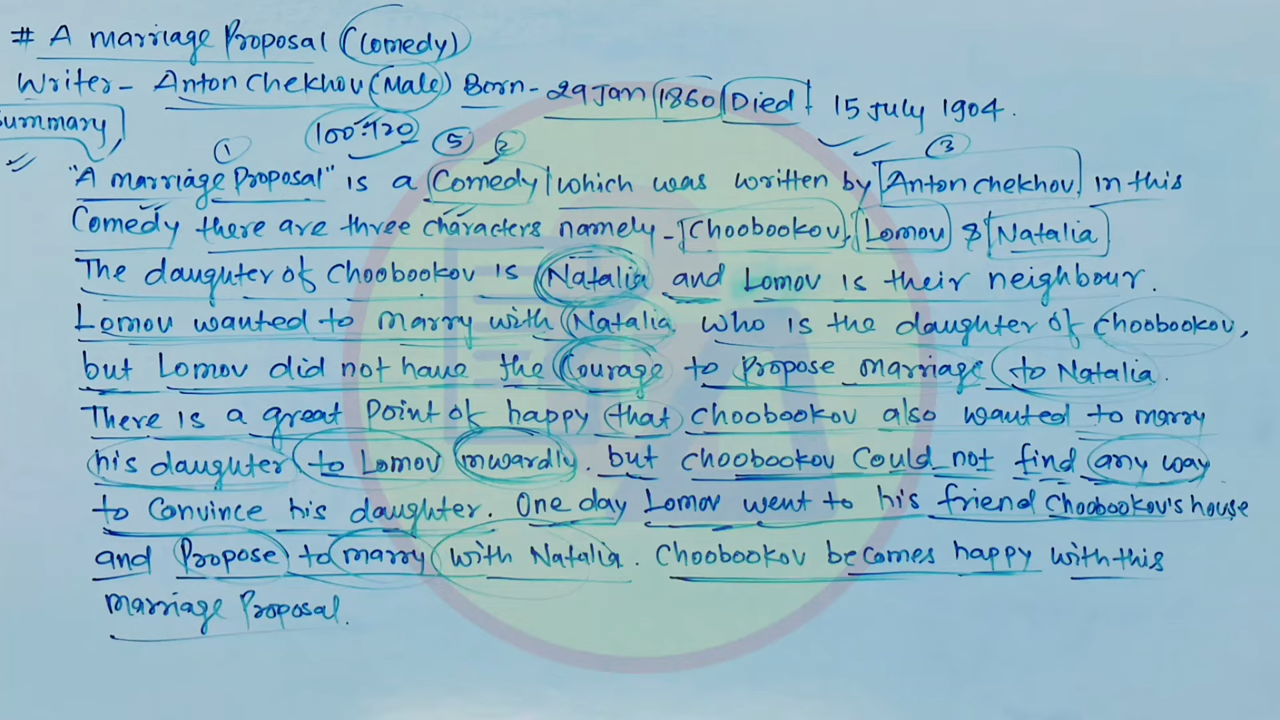 # A marriage Proposal (Comedy)
Writer - Anton Chekhov (Male) Born - 29 Jan 1860 Died 15 July 1904.
Summary 100-120
① ⑤ ② ③
"A marriage Proposal" is a Comedy which was written by Anton Chekhov, in this
Comedy there are three characters namely - Choobookov, Lomov & Natalia
The daughter of Choobookov is Natalia and Lomov is their neighbour.
Lomov wanted to marry with Natalia who is the daughter of Choobookov,
but Lomov did not have the Courage to propose marriage to Natalia.
There is a great Point of happy that Choobookov also wanted to marry
his daughter to Lomov inwardly. but Choobookov Could not find any way
to Convince his daughter. One day Lomov went to his friend Choobookov's house
and Propose to marry with Natalia. Choobookov becomes happy with this
marriage Proposal.